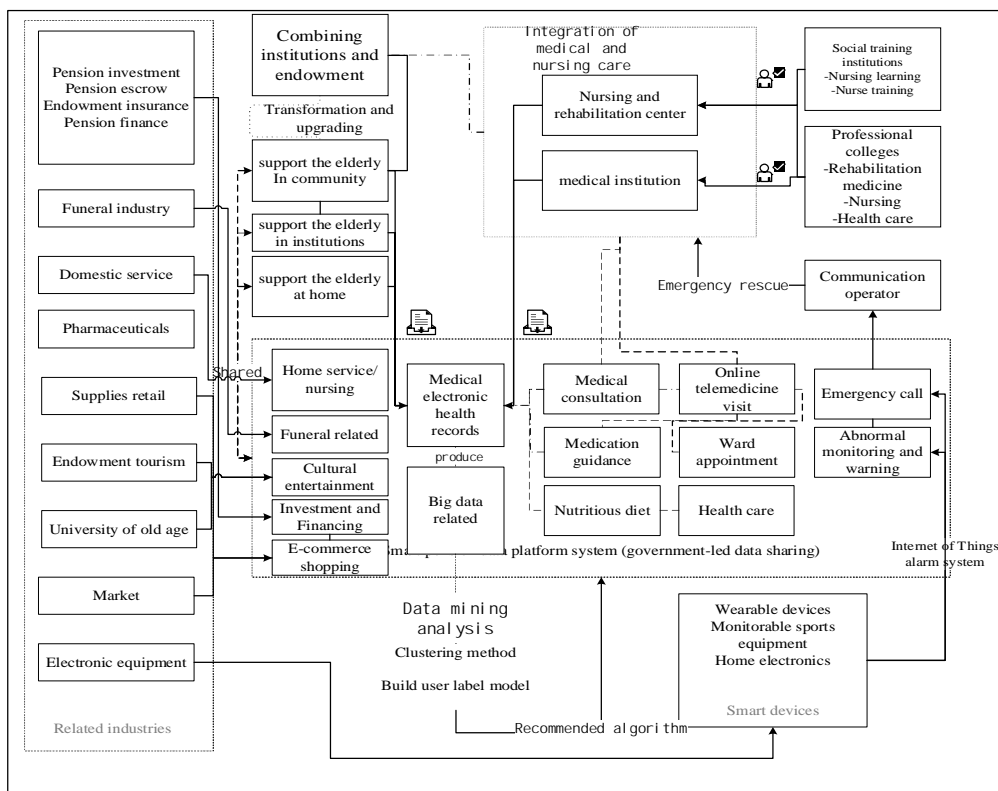 Pension investment
Pension escrow
Endowment insurance
Pension finance
Funeral industry
Domestic service
Pharmaceuticals
Supplies retail
Endowment tourism
University of old age
Market
Electronic equipment
Related industries
Combining
institutions and
endowment
Transformation and
upgrading
support the elderly
In community
support the elderly
in institutions
support the elderly
at home
Shared
Integration of
medical and
nursing care
Nursing and
rehabilitation center
medical institution
Social training
institutions
-Nursing learning
-Nurse training
Professional
colleges
-Rehabilitation
medicine
-Nursing
-Health care
Emergency rescue
Communication
operator
Home service/
nursing
Funeral related
Cultural
entertainment
Investment and
Financing
E-commerce
shopping
Medical
electronic
health
records
produce
Big data
related
Medical
consultation
Online
telemedicine
visit
Medication
guidance
Ward
appointment
Nutritious diet
Health care
Emergency call
Abnormal
monitoring and
warning
platform system (government-led data sharing)
Internet of Things
alarm system
Data mining
analysis
Clustering method
Build user label model
Recommended algorithm
Wearable devices
Monitorable sports
equipment
Home electronics
Smart devices